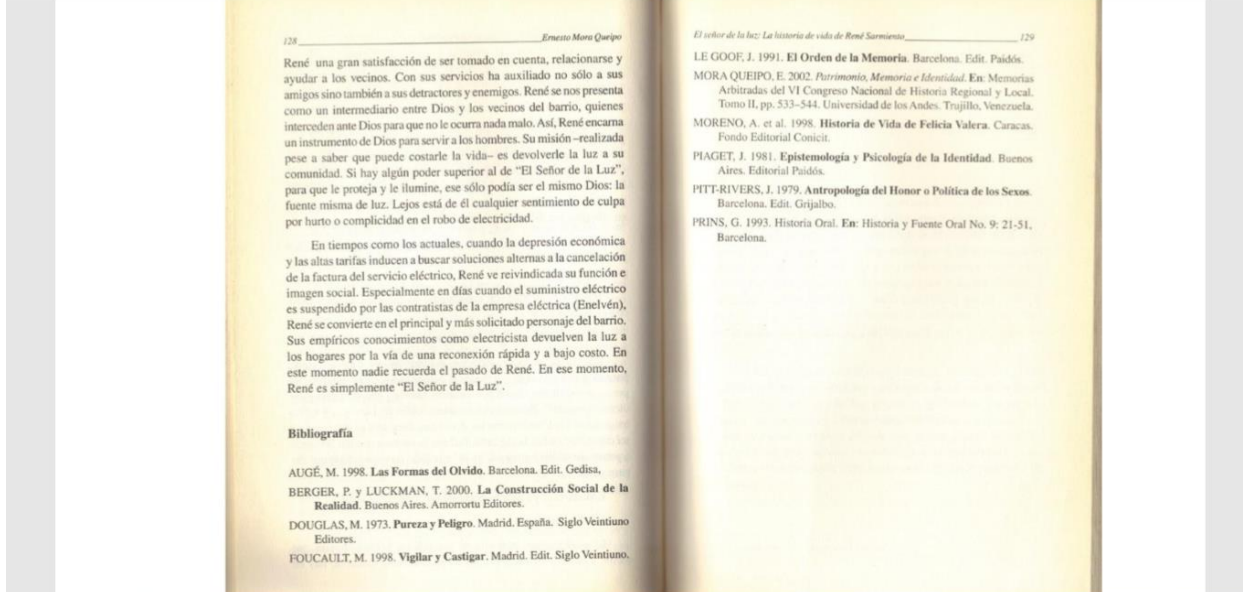 128 Ernesto Mora Queipo
René una gran satisfacción de ser tomado en cuenta, relacionarse y
ayudar a los vecinos. Con sus servicios ha auxiliado no sólo a sus
amigos sino también a sus detractores y enemigos. René se nos presenta
como un intermediario entre Dios y los vecinos del barrio, quienes
interceden ante Dios para que no le ocurra nada malo. Así, René encarna
un instrumento de Dios para servir a los hombres. Su misión –realizada
pese a saber que puede costarle la vida– es devolverle la luz a su
comunidad. Si hay algún poder superior al de “El Señor de la Luz”,
para que le proteja y le ilumine, ese sólo podía ser el mismo Dios: la
fuente misma de luz. Lejos está de él cualquier sentimiento de culpa
por hurto o complicidad en el robo de electricidad.
En tiempos como los actuales, cuando la depresión económica
y las altas tarifas inducen a buscar soluciones alternas a la cancelación
de la factura del servicio eléctrico, René ve reivindicada su función e
imagen social. Especialmente en días cuando el suministro eléctrico
es suspendido por las contratistas de la empresa eléctrica (Enelvén),
René se convierte en el principal y más solicitado personaje del barrio.
Sus empíricos conocimientos como electricista devuelven la luz a
los hogares por la vía de una reconexión rápida y a bajo costo. En
este momento nadie recuerda el pasado de René. En ese momento,
René es simplemente “El Señor de la Luz”.
Bibliografía
AUGÉ, M. 1998. Las Formas del Olvido. Barcelona. Edit. Gedisa,
BERGER, P. y LUCKMAN, T. 2000. La Construcción Social de la
Realidad. Buenos Aires. Amorrortu Editores.
DOUGLAS, M. 1973. Pureza y Peligro. Madrid. España. Siglo Veintiuno
Editores.
FOUCAULT, M. 1998. Vigilar y Castigar. Madrid. Edit. Siglo Veintiuno.
El señor de la luz: La historia de vida de René Sarmiento 129
LE GOOF, J. 1991. El Orden de la Memoria. Barcelona. Edit. Paidós.
MORA QUEIPO, E. 2002. Patrimonio, Memoria e Identidad. En: Memorias
Arbitradas del VI Congreso Nacional de Historia Regional y Local.
Tomo II, pp. 533–544. Universidad de los Andes. Trujillo, Venezuela.
MORENO, A. et al. 1998. Historia de Vida de Felicia Valera. Caracas.
Fondo Editorial Conicit.
PIAGET, J. 1981. Epistemología y Psicología de la Identidad. Buenos
Aires. Editorial Paidós.
PITT-RIVERS, J. 1979. Antropología del Honor o Política de los Sexos.
Barcelona. Edit. Grijalbo.
PRINS, G. 1993. Historia Oral. En: Historia y Fuente Oral No. 9: 21-51,
Barcelona.